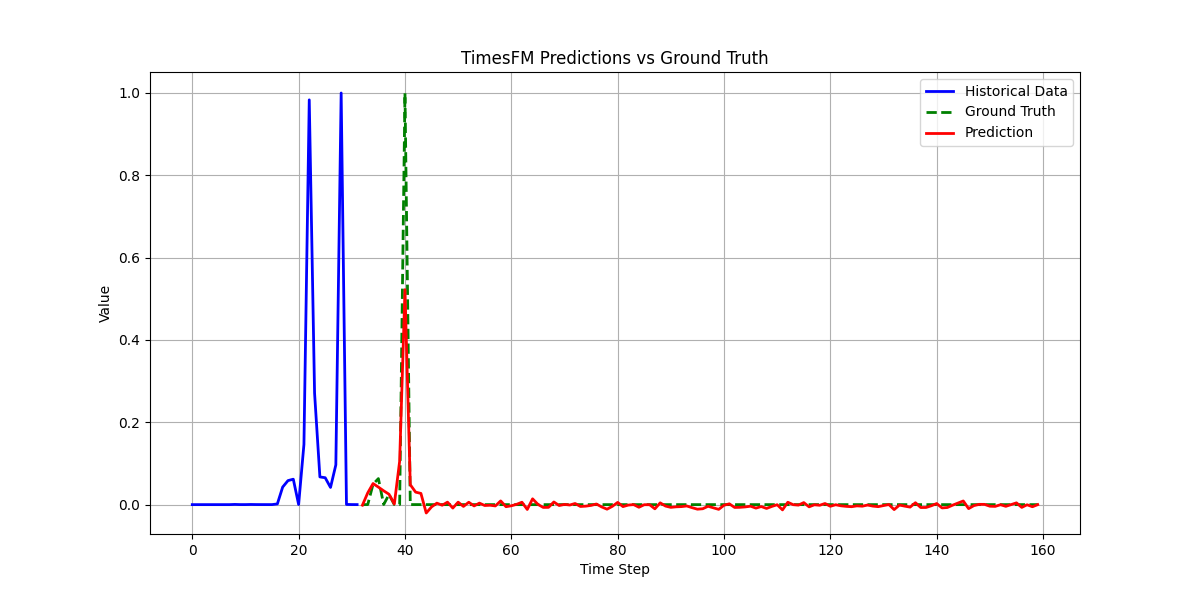 TimesFM Predictions vs Ground Truth
Historical Data
Ground Truth
Prediction
1.0
0.8
0.6
0.4
0.2
0.0
Value
0 20 40 60 80 100 120 140 160
Time Step